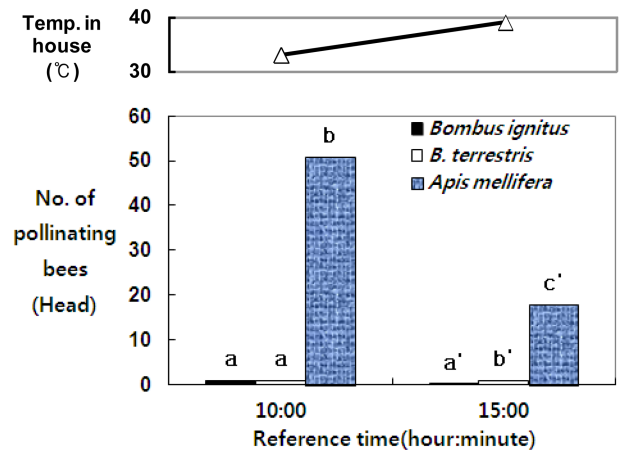 Temp. in
house
(℃)
40
30
60
50
40
30
20
10
0
No. of
pollinating
bees
(Head)
Bombus ignitus
B. terrestris
Apis mellifera
a
a
b
a'
b'
c'
10:00
15:00
Reference time(hour:minute)